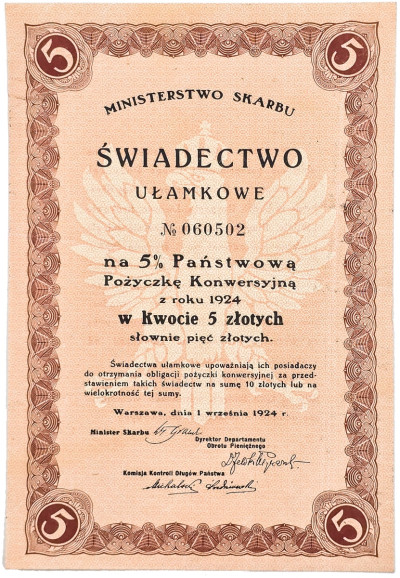 5 5
MINISTERSTWO SKARBU
ŚWIADECTWO
UŁAMKOWE
№ 060502
na 5% Państwową
Pożyczkę Konwersyjną
z roku 1924
w Kwocie 5 złotych
słownie pięć złotych.
Świadectwa ułamkowe upoważniają ich posiadaczy
do otrzymania obligacji pożyczki konwersyjnej za przed-
stawieniem takich świadectw na sumę 10 złotych lub na
wielokrotność tej sumy.
Warszawa, dnia 1 września 1924 r.
Minister Skarbu
Dyrektor Departamentu
Obrotu Pieniężnego
Komisja Kontroli Długów Państwa
5 5